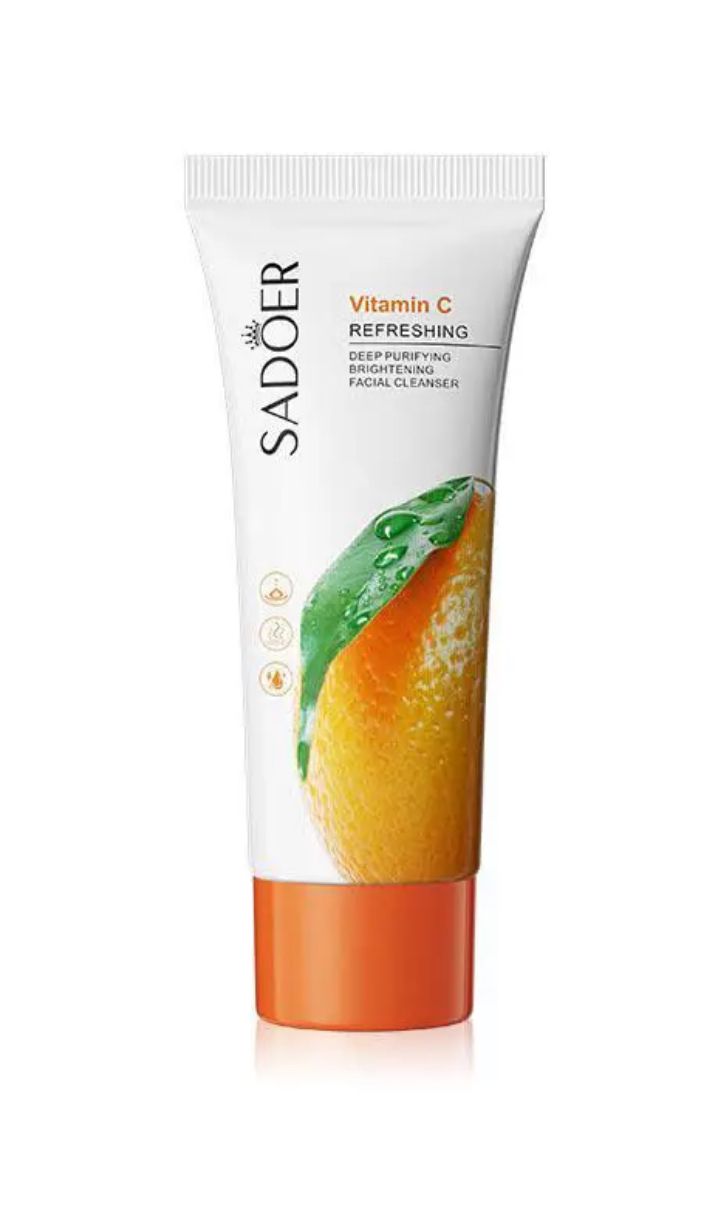 SADOER
Vitamin C
REFRESHING
DEEP PURIFYING
BRIGHTENING
FACIAL CLEANSER